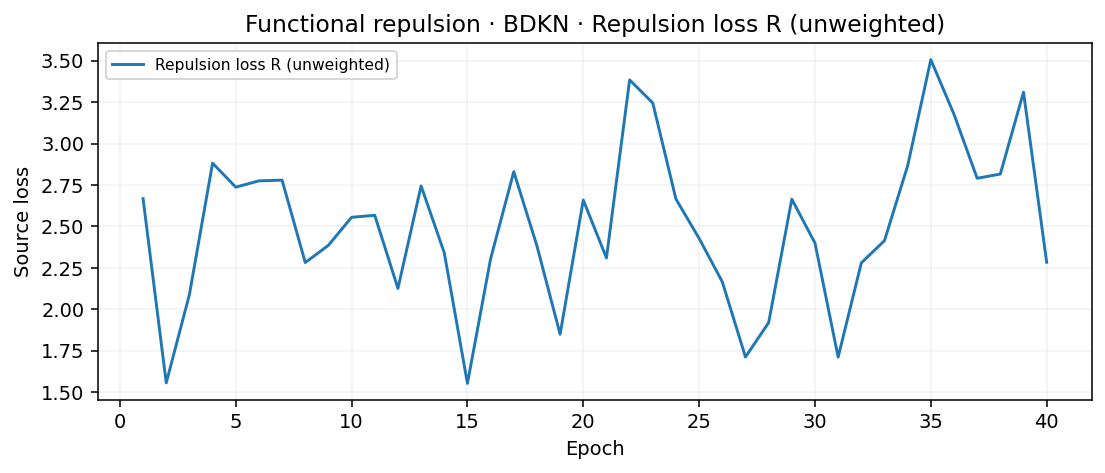 Functional repulsion · BDKN · Repulsion loss R (unweighted)
Repulsion loss R (unweighted)
Source loss
3.50
3.25
3.00
2.75
2.50
2.25
2.00
1.75
1.50
0 5 10 15 20 25 30 35 40
Epoch